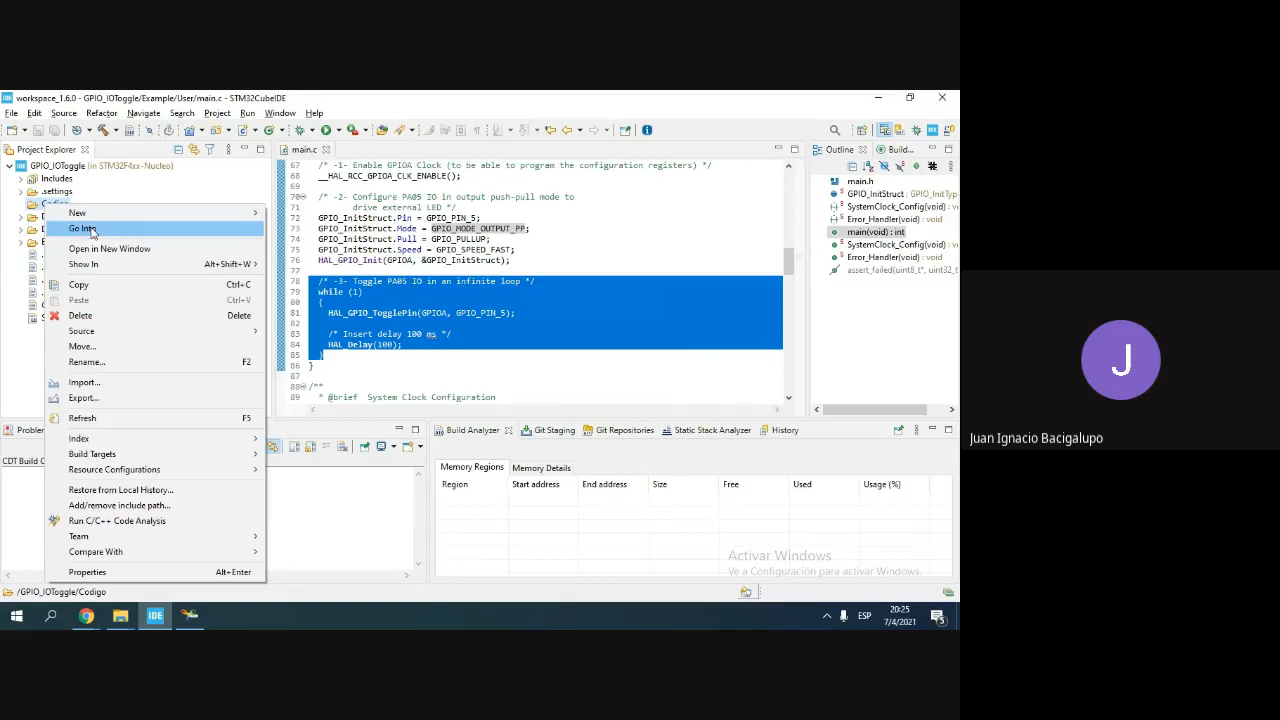 workspace_1.6.0 - GPIO_IOToggle/Example/User/main.c - STM32CubeIDE
File Edit Source Refactor Navigate Search Project Run Window Help
Project Explorer
main.c
Outline
Build...
GPIO_IOToggle (in STM32F4xx-Nucleo)
Includes
.settings
New
Go Into
Open in New Window
Show In Alt+Shift+W
Copy Ctrl+C
Paste Ctrl+V
Delete Delete
Source
Move...
Rename... F2
Import...
Export...
Refresh F5
Index
Build Targets
Resource Configurations
Restore from Local History...
Add/remove include path...
Run C/C++ Code Analysis
Team
Compare With
Properties Alt+Enter
67 /* -1- Enable GPIOA Clock (to be able to program the configuration registers) */
68 __HAL_RCC_GPIOA_CLK_ENABLE();
69
70 /* -2- Configure PA05 IO in output push-pull mode to
71 drive external LED */
72 GPIO_InitStruct.Pin = GPIO_PIN_5;
73 GPIO_InitStruct.Mode = GPIO_MODE_OUTPUT_PP;
74 GPIO_InitStruct.Pull = GPIO_PULLUP;
75 GPIO_InitStruct.Speed = GPIO_SPEED_FAST;
76 HAL_GPIO_Init(GPIOA, &GPIO_InitStruct);
77
78 /* -3- Toggle PA05 IO in an infinite loop */
79 while (1)
80 {
81 HAL_GPIO_TogglePin(GPIOA, GPIO_PIN_5);
82
83 /* Insert delay 100 ms */
84 HAL_Delay(100);
85 }
86 }
87
88 /**
89 * @brief System Clock Configuration
main.h
GPIO_InitStruct : GPIO_InitTyp
SystemClock_Config(void) : v
Error_Handler(void) : void
main(void) : int
SystemClock_Config(void) : v
Error_Handler(void) : void
assert_failed(uint8_t*, uint32_t
Problem
CDT Build C
Build Analyzer
Git Staging
Git Repositories
Static Stack Analyzer
History
Memory Regions
Memory Details
Region Start address End address Size Free Used Usage (%)
Activar Windows
Ve a Configuración para activar Windows.
/GPIO_IOToggle/Codigo
IDE
ESP
20:25
7/4/2021
5
J
Juan Ignacio Bacigalupo